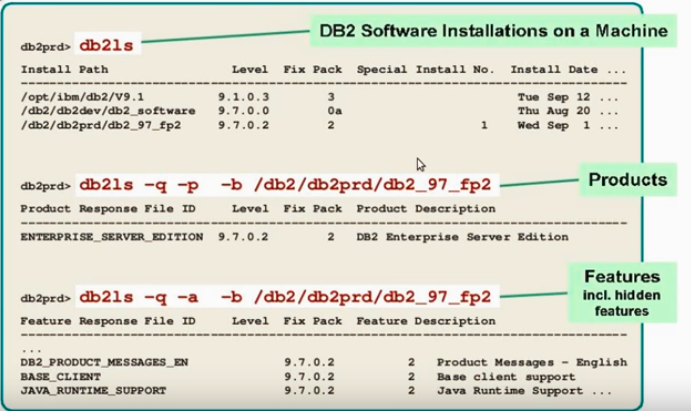 DB2 Software Installations on a Machine
db2prd> db2ls
Install Path Level Fix Pack Special Install No. Install Date ...
/opt/ibm/db2/V9.1 9.1.0.3 3 Tue Sep 12 ...
/db2/db2dev/db2_software 9.7.0.0 0a Thu Aug 20 ...
/db2/db2prd/db2_97_fp2 9.7.0.2 2 1 Wed Sep 1 ...
Products
db2prd> db2ls -q -p -b /db2/db2prd/db2_97_fp2
Product Response File ID Level Fix Pack Product Description
ENTERPRISE_SERVER_EDITION 9.7.0.2 2 DB2 Enterprise Server Edition
Features
incl. hidden
features
db2prd> db2ls -q -a -b /db2/db2prd/db2_97_fp2
Feature Response File ID Level Fix Pack Feature Description
...
DB2_PRODUCT_MESSAGES_EN 9.7.0.2 2 Product Messages - English
BASE_CLIENT 9.7.0.2 2 Base client support
JAVA_RUNTIME_SUPPORT 9.7.0.2 2 Java Runtime Support ...